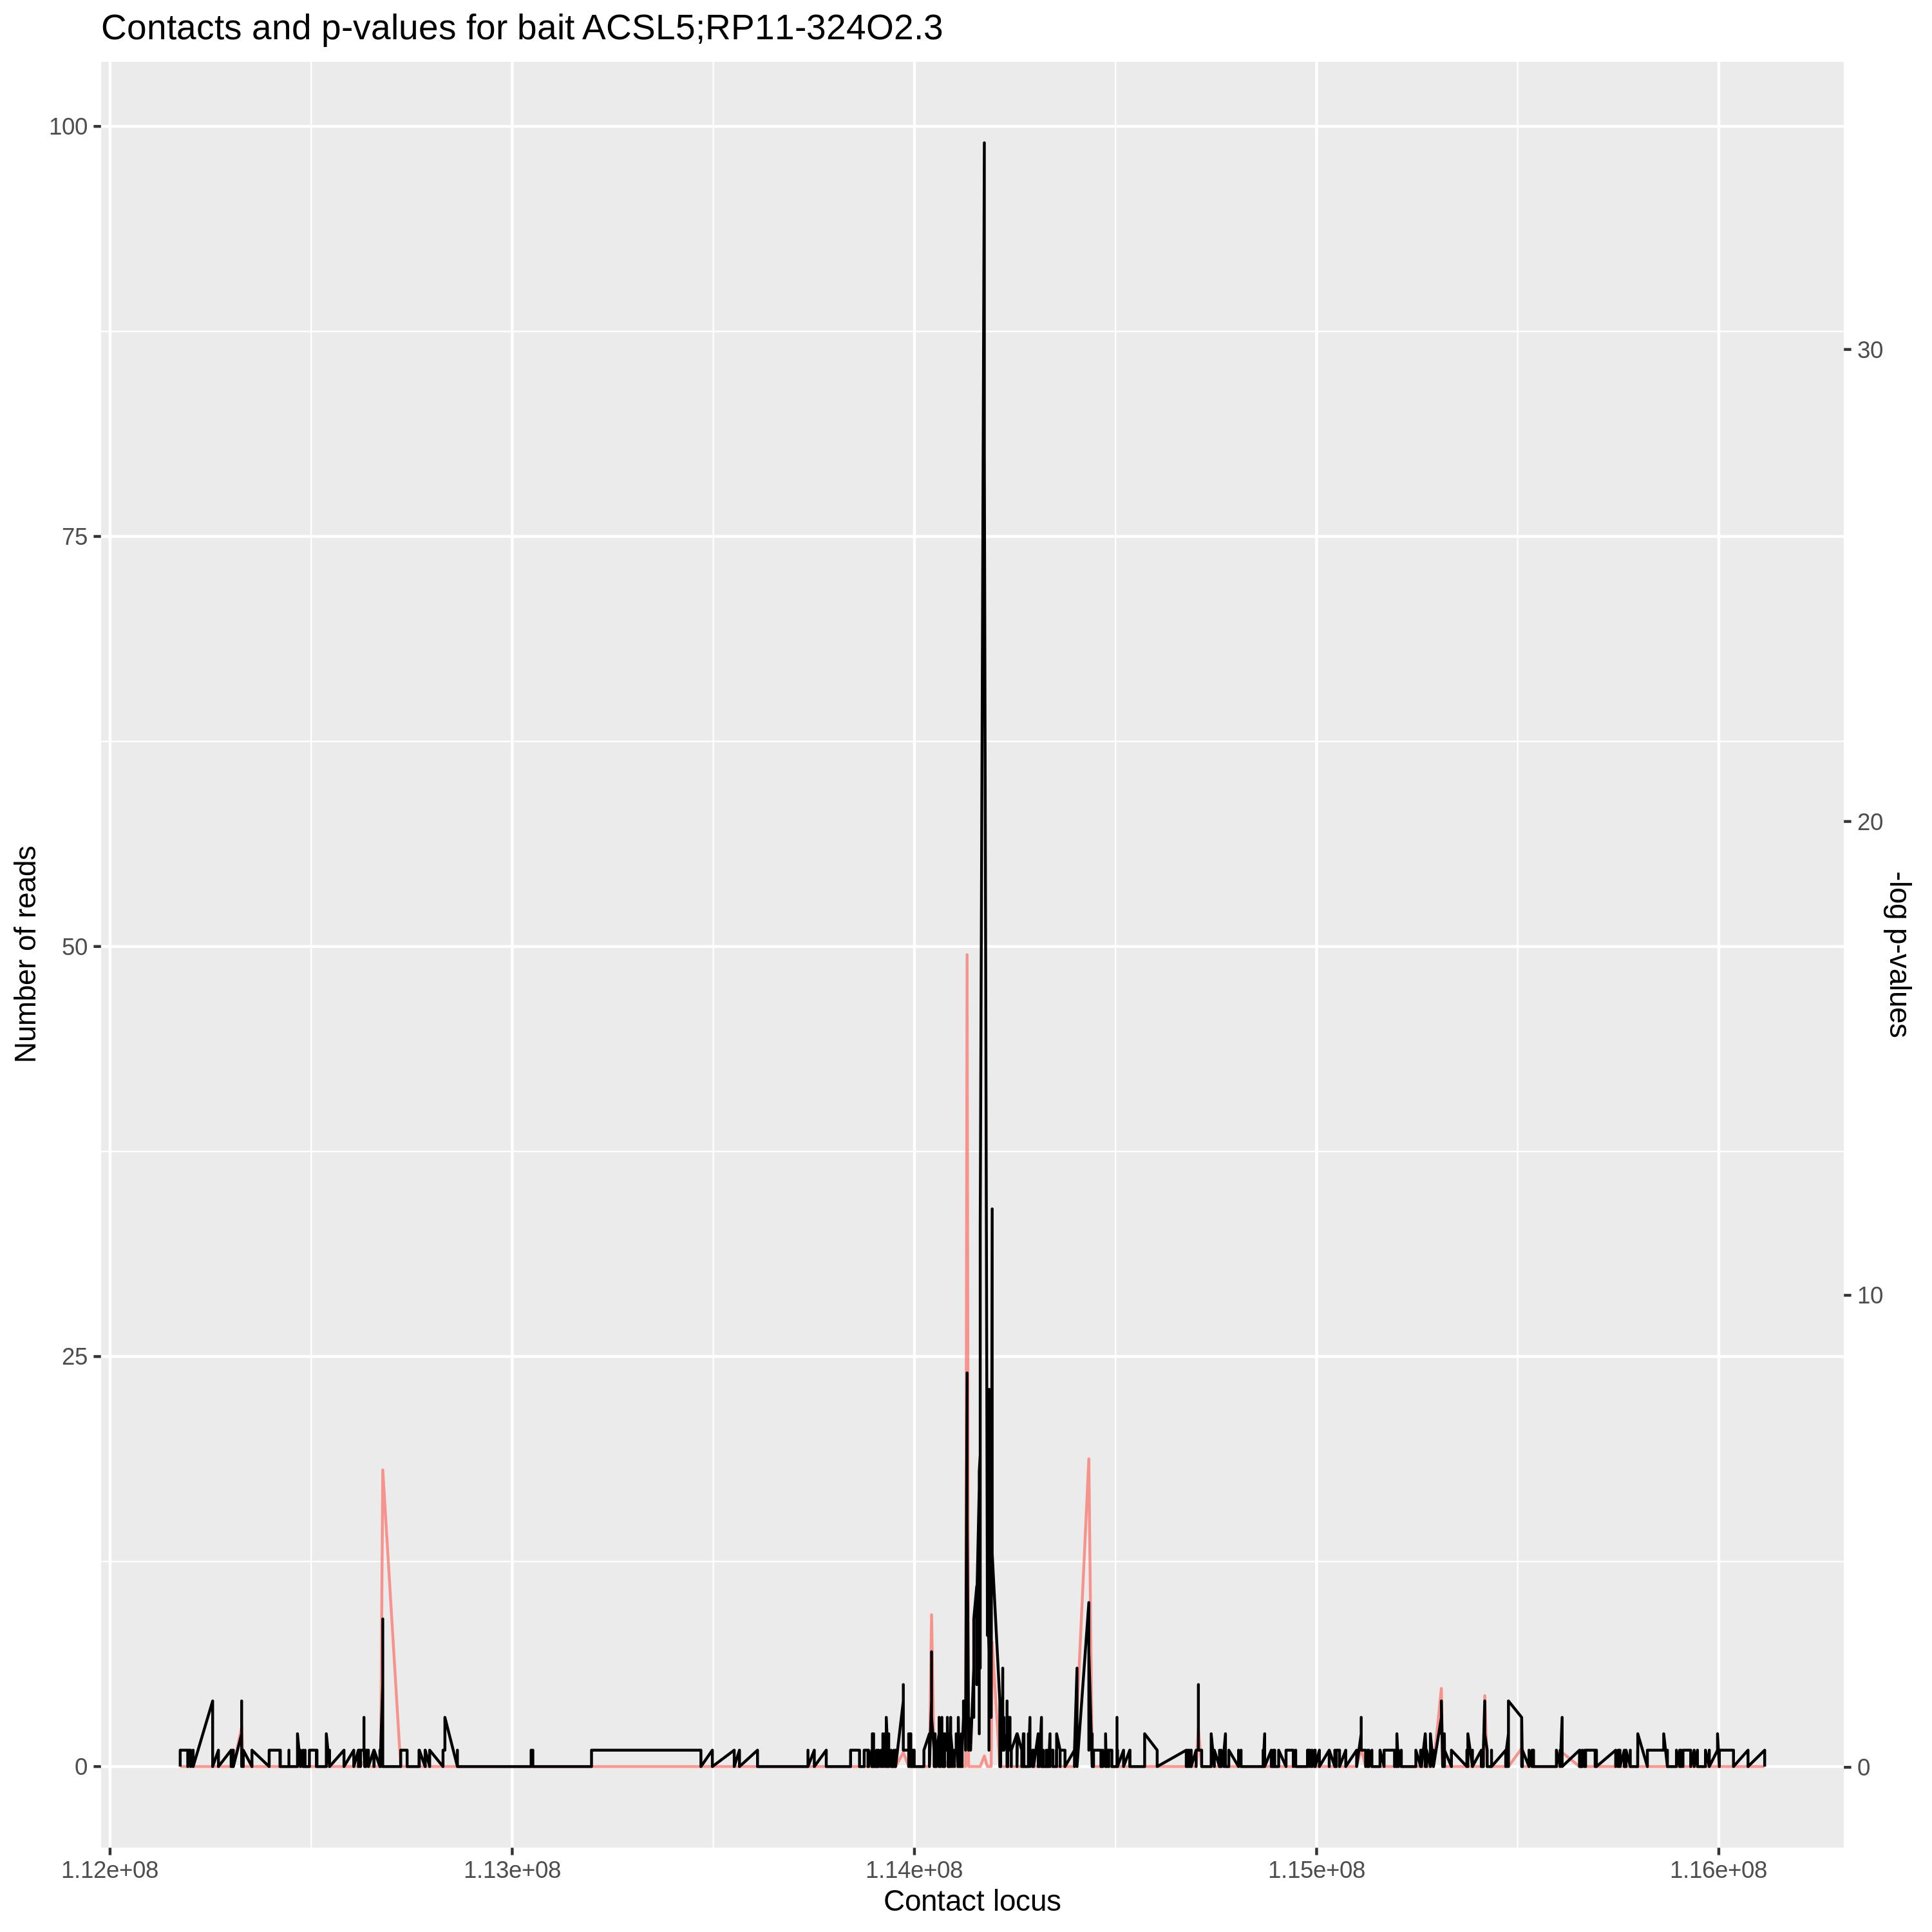 Contacts and p-values for bait ACSL5;RP11-324O2.3
100
75
50
25
0
Number of reads
30
20
10
0
-log p-values
1.12e+08 1.13e+08 1.14e+08 1.15e+08 1.16e+08
Contact locus